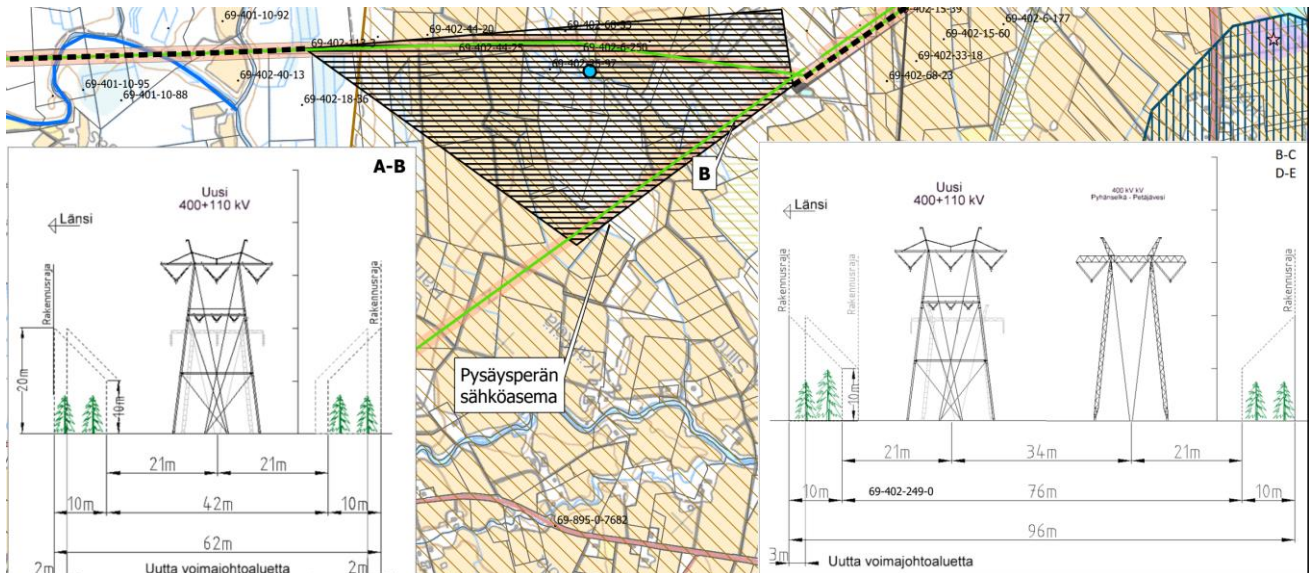 69-401-10-92
69-402-44-20
69-402-68-39
69-402-15-39
69-402-6-177
69-402-112-3
69-402-44-25
69-402-6-250
69-402-15-60
69-402-33-18
69-401-10-95
69-402-40-13
69-402-68-23
69-401-10-88
69-402-18-36
A-B
Uusi
400+110 kV
Länsi
Rakennusraja
Rakennusraja
20m
10m
21m
21m
10m
42m
10m
62m
2m
Uutta voimajohtoaluetta
2m
B
Pysäysperän
sähköasema
69-895-0-7682
B-C
D-E
Uusi
400+110 kV
400 kV kV
Pyhänselkä - Petäjävesi
Länsi
Rakennusraja
Rakennusraja
Rakennusraja
10m
21m
34m
21m
10m
69-402-249-0
76m
10m
96m
3m
Uutta voimajohtoaluetta